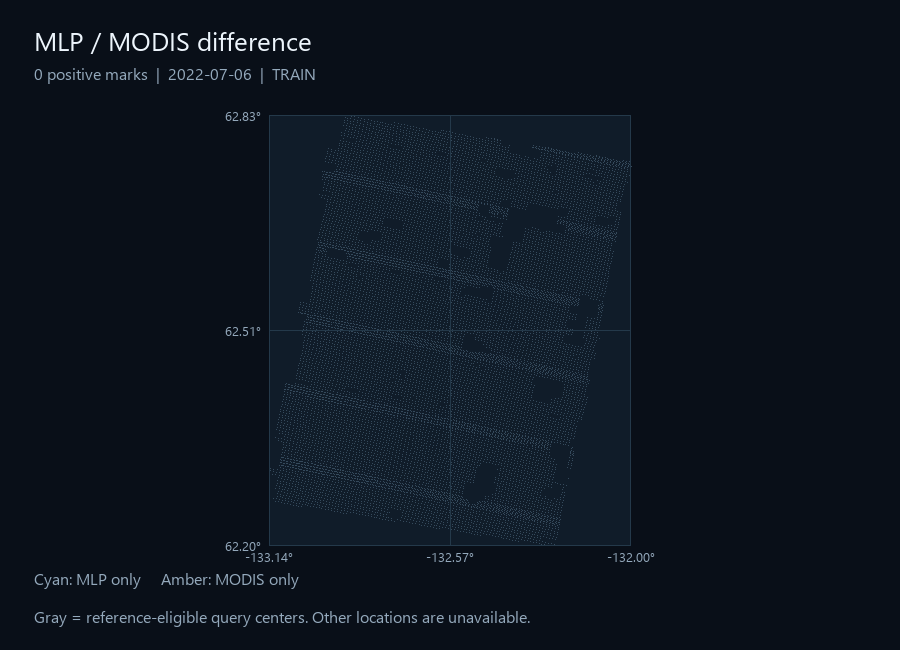 MLP / MODIS difference
0 positive marks | 2022-07-06 | TRAIN
62.83°
62.51°
62.20°
-133.14° -132.57° -132.00°
Cyan: MLP only Amber: MODIS only
Gray = reference-eligible query centers. Other locations are unavailable.